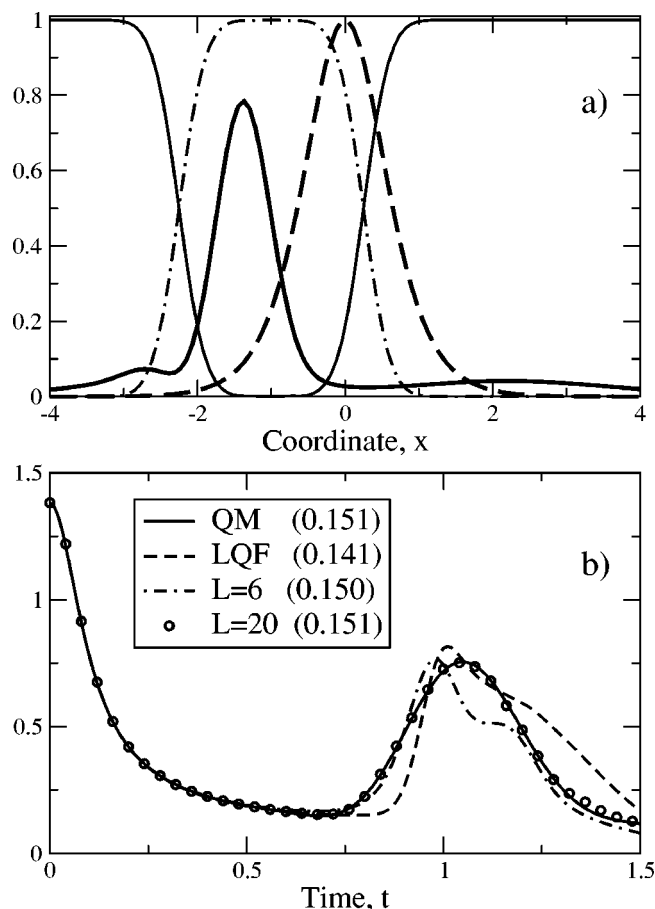 1
0.8
0.6
0.4
0.2
0
a)
-4 -2 0 2 4
Coordinate, x
1.5
1
0.5
0
QM (0.151)
LQF (0.141)
L=6 (0.150)
L=20 (0.151)
b)
0 0.5 1 1.5
Time, t